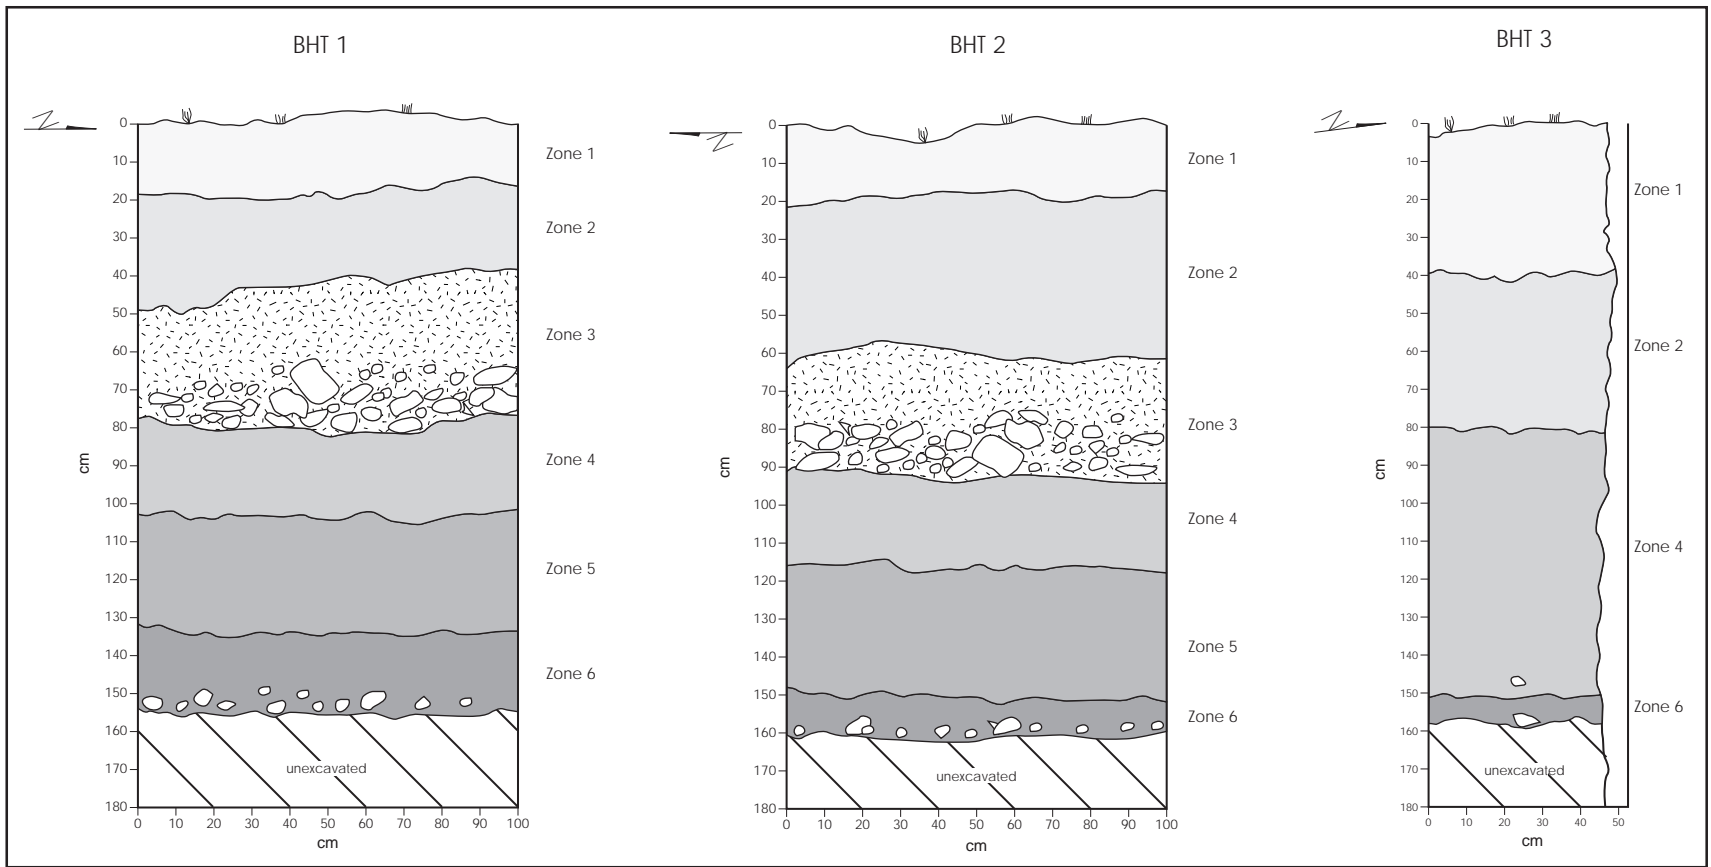 BHT 1
0
10
20
30
40
50
60
70
80
90
100
110
120
130
140
150
160
170
180
cm
Zone 1
Zone 2
Zone 3
Zone 4
Zone 5
Zone 6
unexcavated
0 10 20 30 40 50 60 70 80 90 100
cm
N
BHT 2
0
10
20
30
40
50
60
70
80
90
100
110
120
130
140
150
160
170
180
cm
Zone 1
Zone 2
Zone 3
Zone 4
Zone 5
Zone 6
unexcavated
0 10 20 30 40 50 60 70 80 90 100
cm
N
BHT 3
0
10
20
30
40
50
60
70
80
90
100
110
120
130
140
150
160
170
180
cm
Zone 1
Zone 2
Zone 4
Zone 6
unexcavated
0 10 20 30 40 50
cm
N